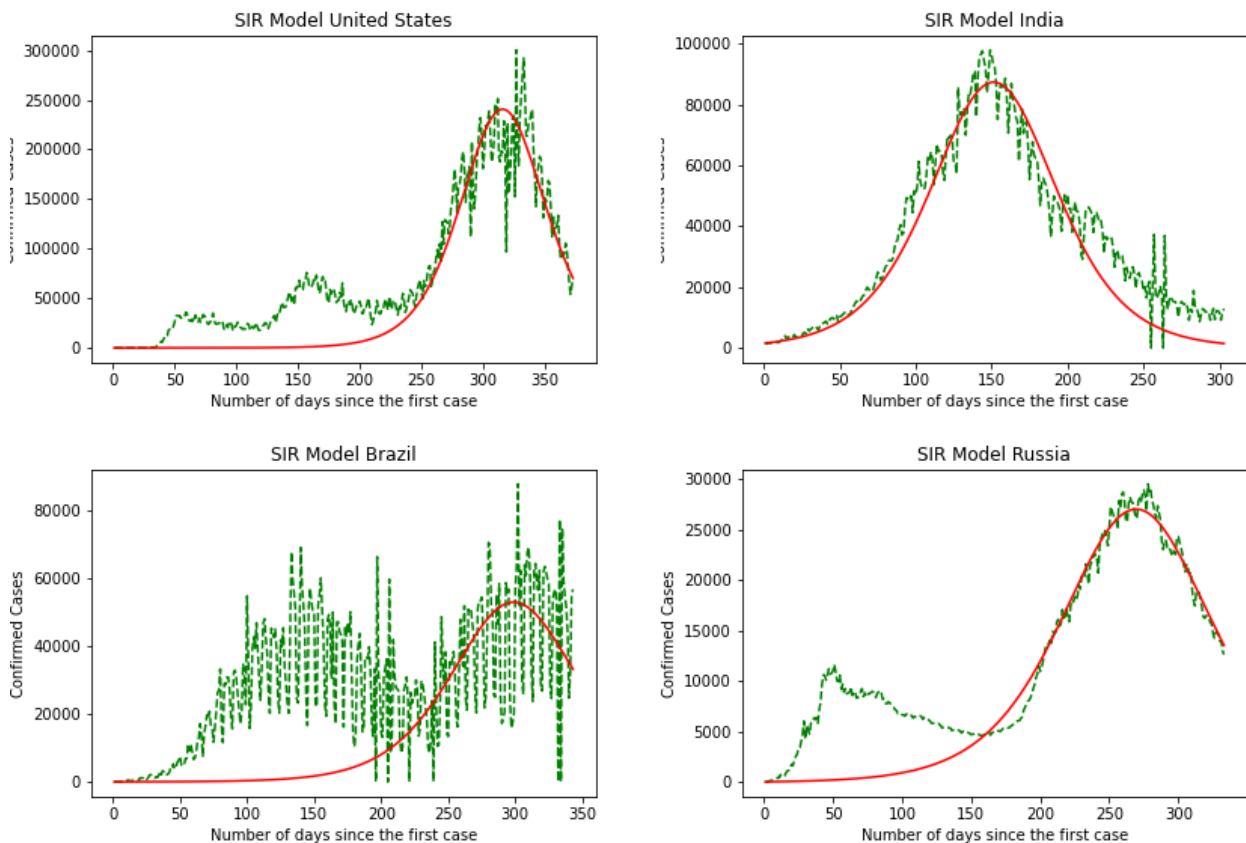 SIR Model United States
300000
250000
200000
150000
100000
50000
0
Confirmed Cases
0 50 100 150 200 250 300 350
Number of days since the first case
SIR Model India
100000
80000
60000
40000
20000
0
Confirmed Cases
0 50 100 150 200 250 300
Number of days since the first case
SIR Model Brazil
80000
60000
40000
20000
0
Confirmed Cases
0 50 100 150 200 250 300 350
Number of days since the first case
SIR Model Russia
30000
25000
20000
15000
10000
5000
0
Confirmed Cases
0 50 100 150 200 250 300
Number of days since the first case